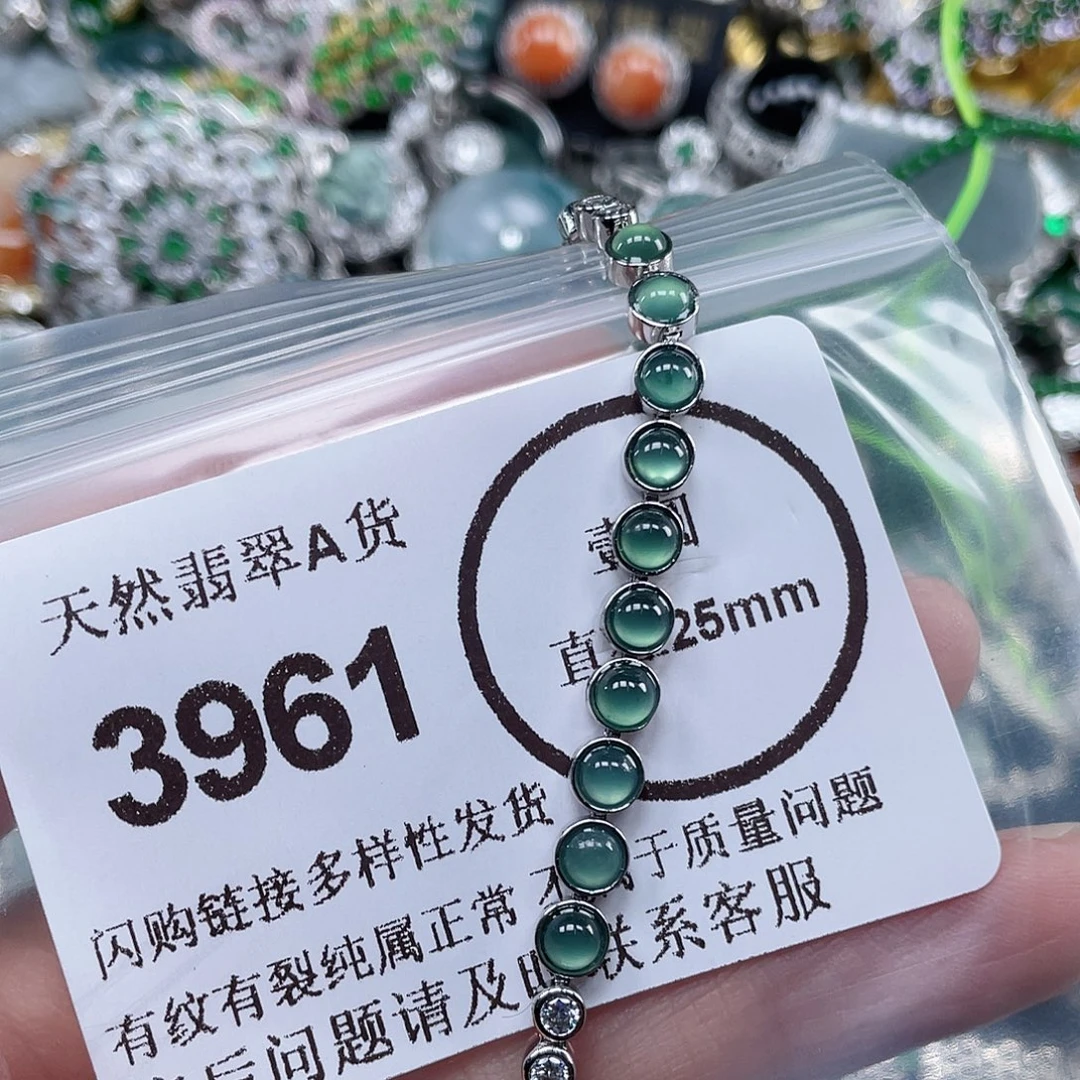 天然翡翠A货
3961
壹
直 25mm
闪购链接多样性发货
有纹有裂纯属正常 于质量问题
后问题请及 联系客服